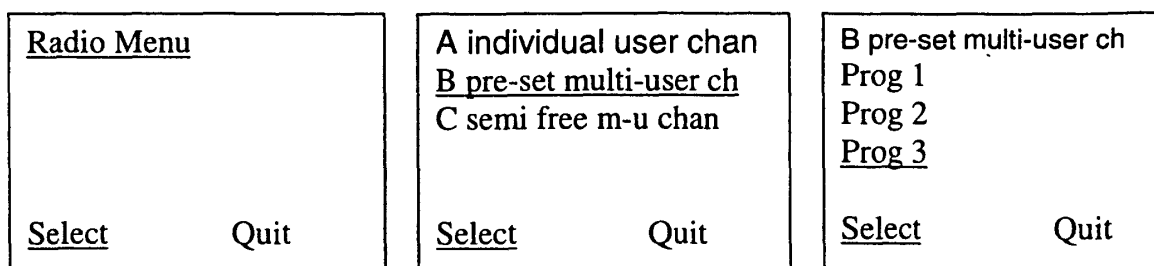 Radio Menu
Select Quit
A individual user chan
B pre-set multi-user ch
C semi free m-u chan
Select Quit
B pre-set multi-user ch
Prog 1
Prog 2
Prog 3
Select Quit